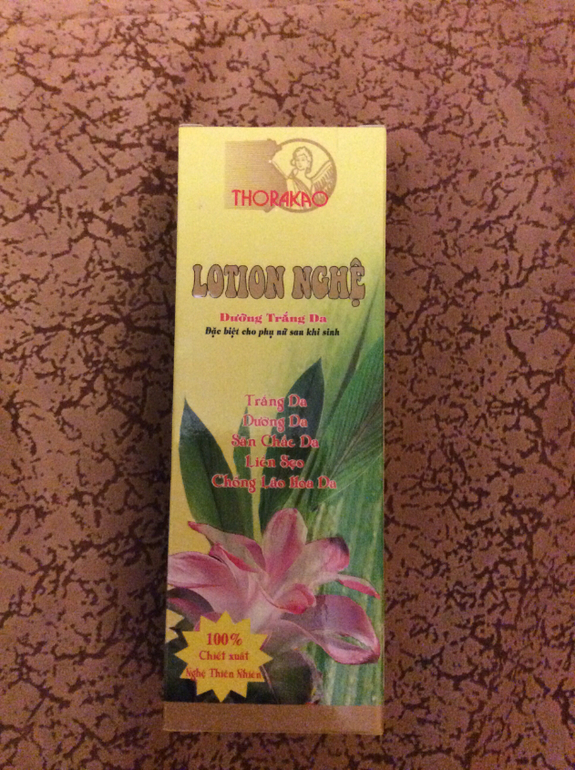 THORAKAO
LOTION NGHỆ
Dưỡng Trắng Da
Đặc biệt cho phụ nữ sau khi sinh
Trắng Da
Dưỡng Da
Săn Chắc Da
Liền Sẹo
Chống Lão Hoá Da
100%
Chiết xuất
Nghệ Thiên Nhiên